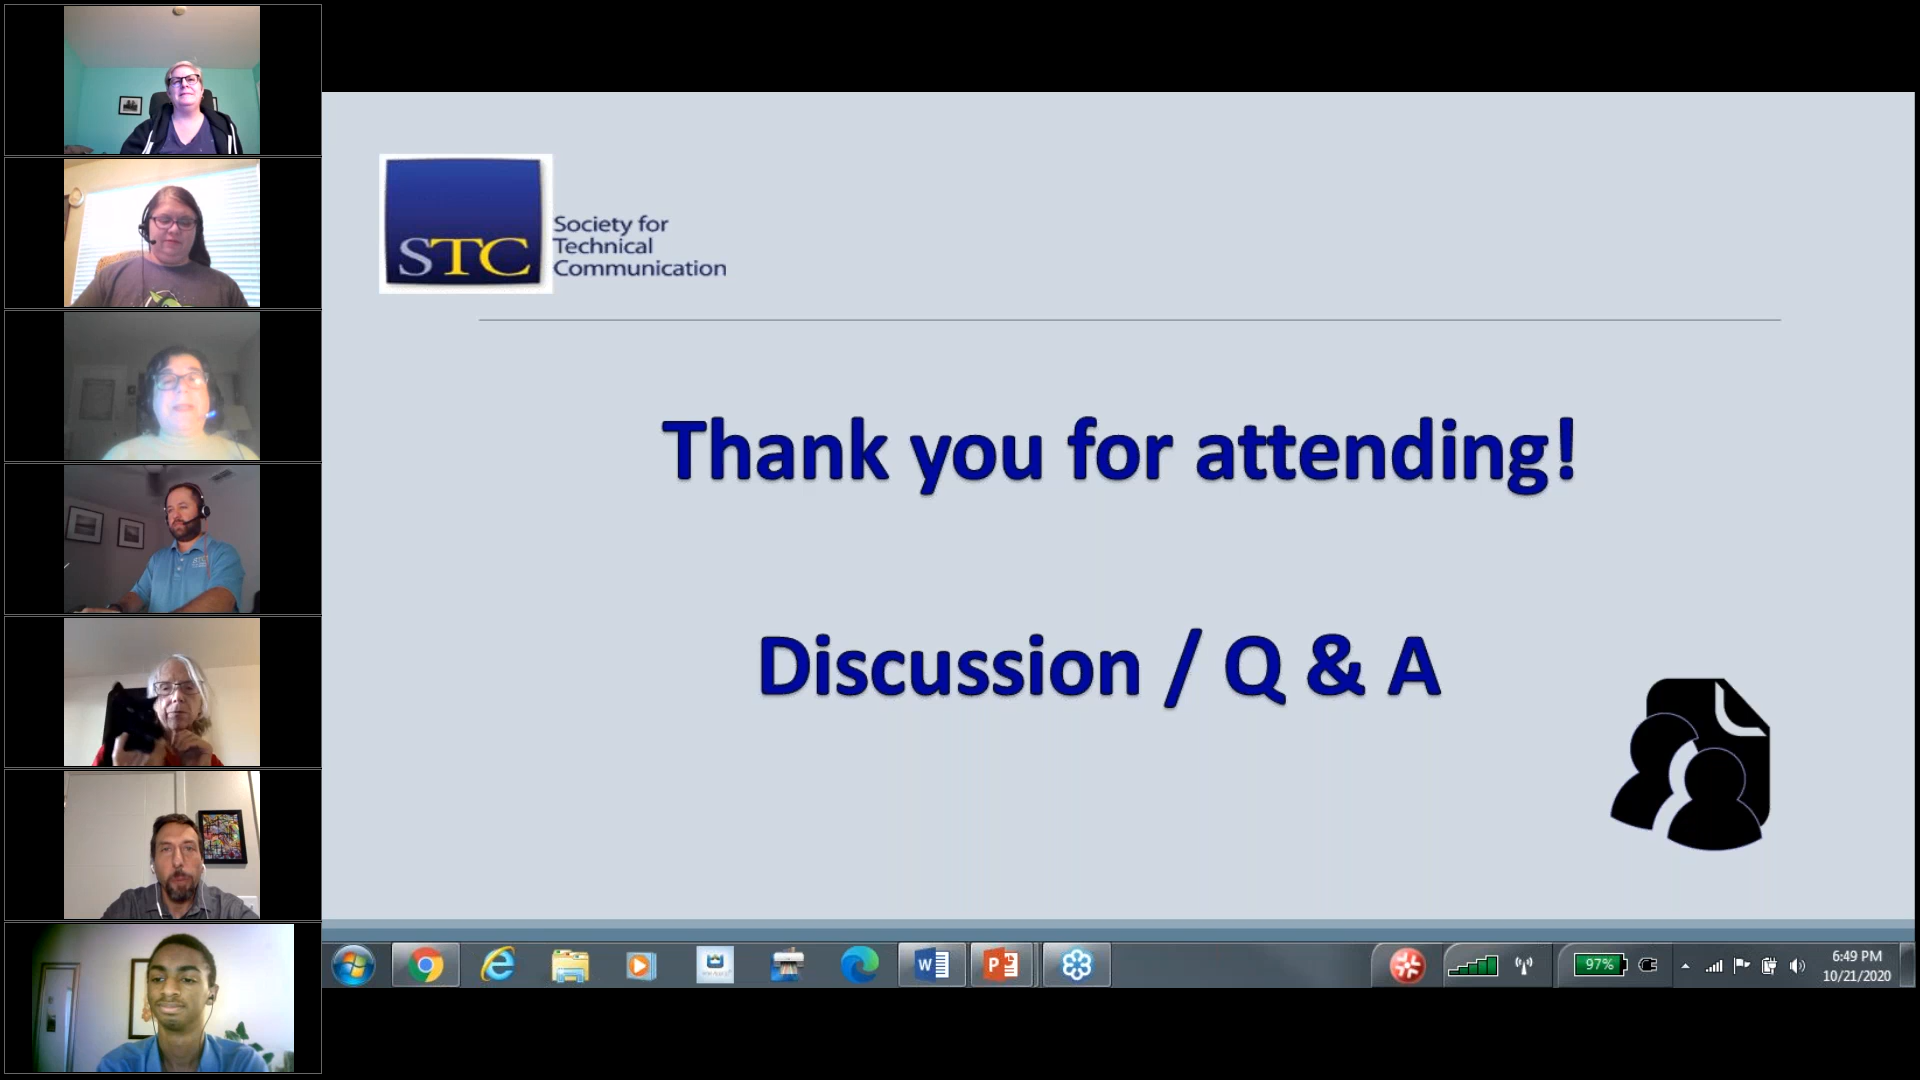 STC
Society for
Technical
Communication
Thank you for attending!
Discussion / Q & A
97%
6:49 PM
10/21/2020